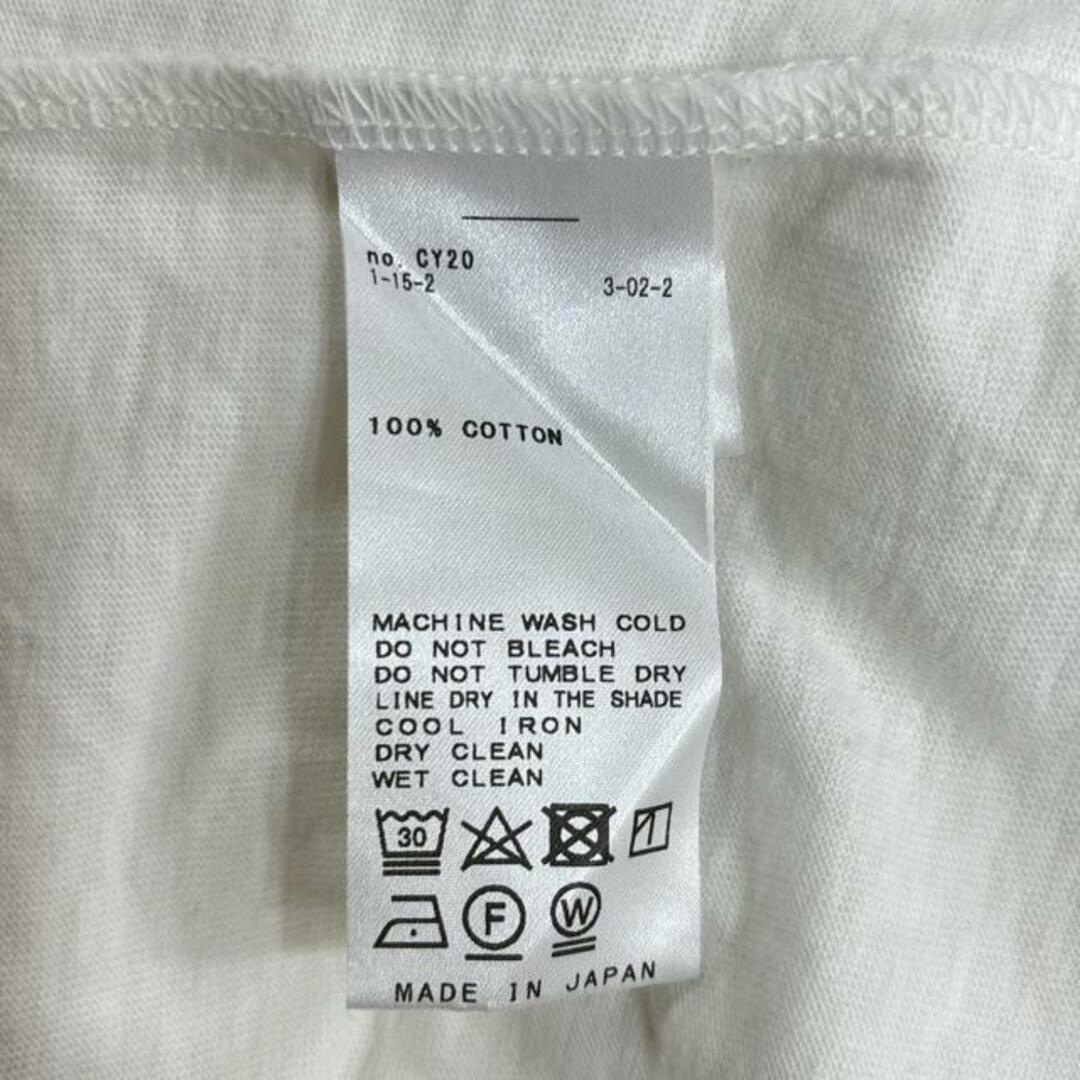 no. CY20
1-15-2 3-02-2
100% COTTON
MACHINE WASH COLD
DO NOT BLEACH
DO NOT TUMBLE DRY
LINE DRY IN THE SHADE
COOL IRON
DRY CLEAN
WET CLEAN
30
F W
MADE IN JAPAN